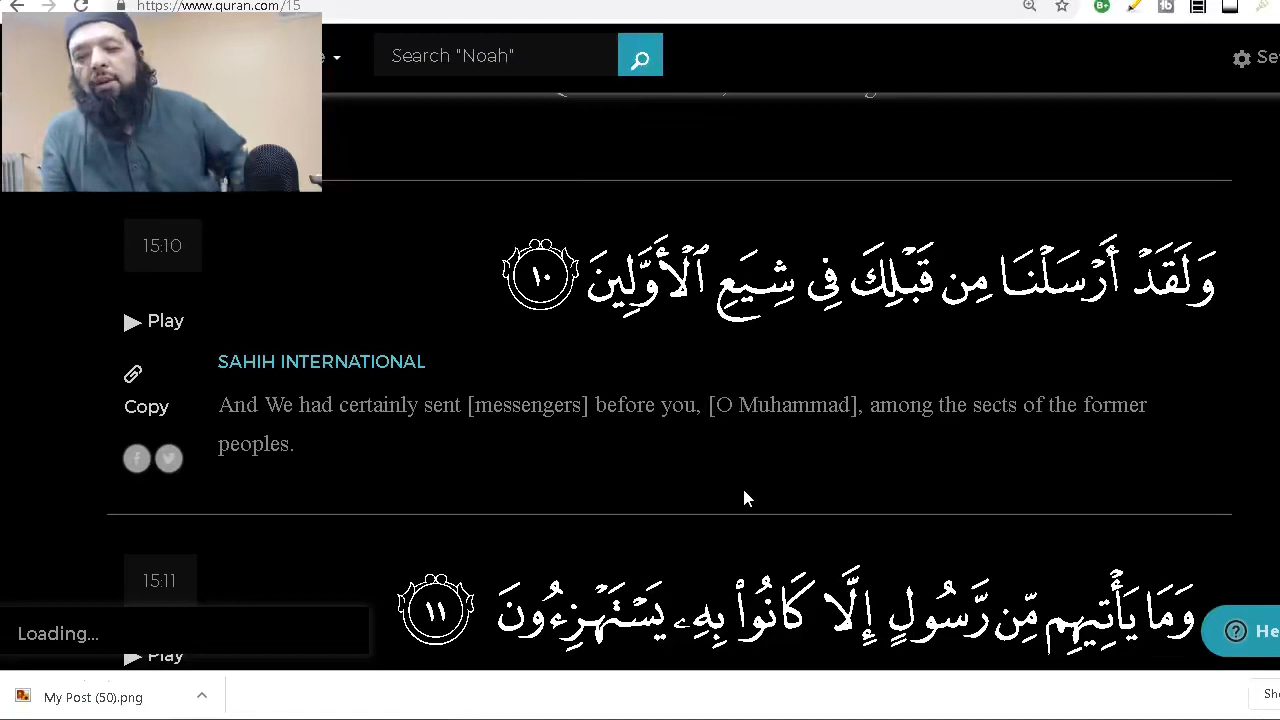 https://www.quran.com/15
Search "Noah"
15:10
وَلَقَدْ أَرْسَلْنَا مِن قَبْلِكَ فِى شِيَعِ ٱلْأَوَّلِينَ ١٠
Play
SAHIH INTERNATIONAL
Copy
And We had certainly sent [messengers] before you, [O Muhammad], among the sects of the former
peoples.
15:11
وَمَا يَأْتِيهِم مِّن رَّسُولٍ إِلَّا كَانُوا۟ بِهِۦ يَسْتَهْزِءُونَ ١١
Loading...
Play
My Post (50).png